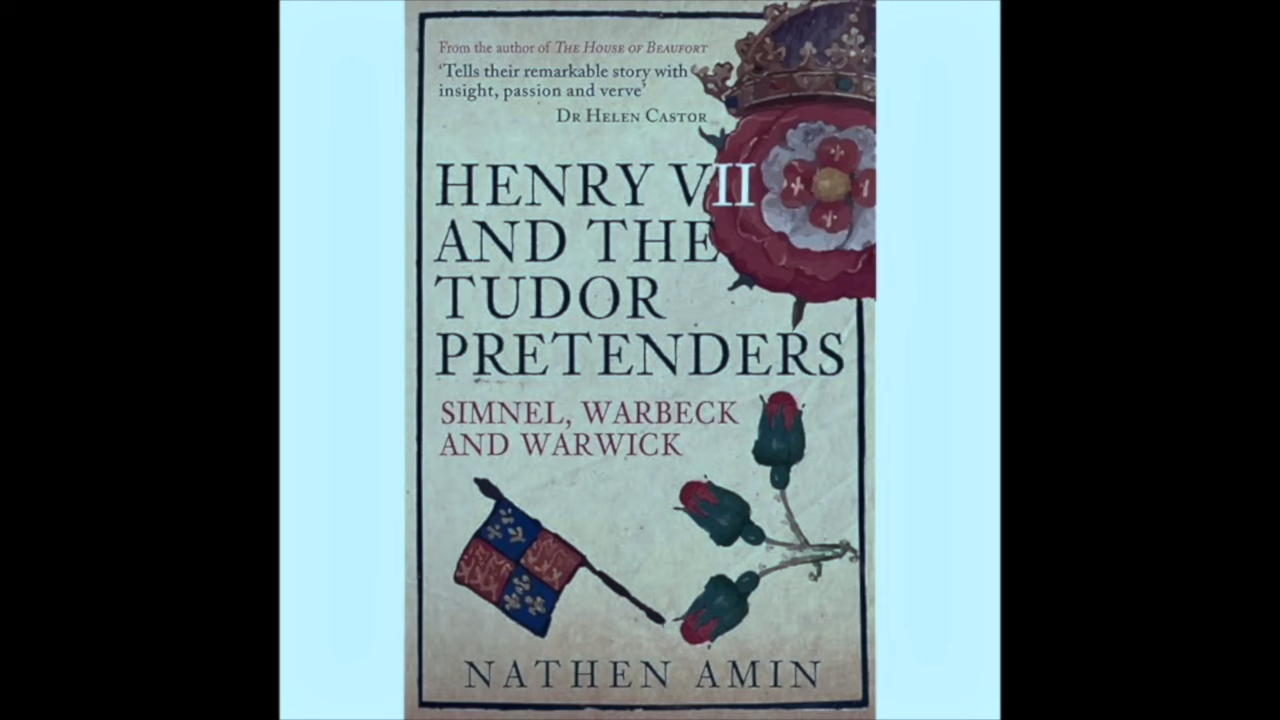 From the author of THE HOUSE OF BEAUFORT
'Tells their remarkable story with
insight, passion and verve'
DR HELEN CASTOR
HENRY VII
AND THE
TUDOR
PRETENDERS
SIMNEL, WARBECK
AND WARWICK
NATHEN AMIN